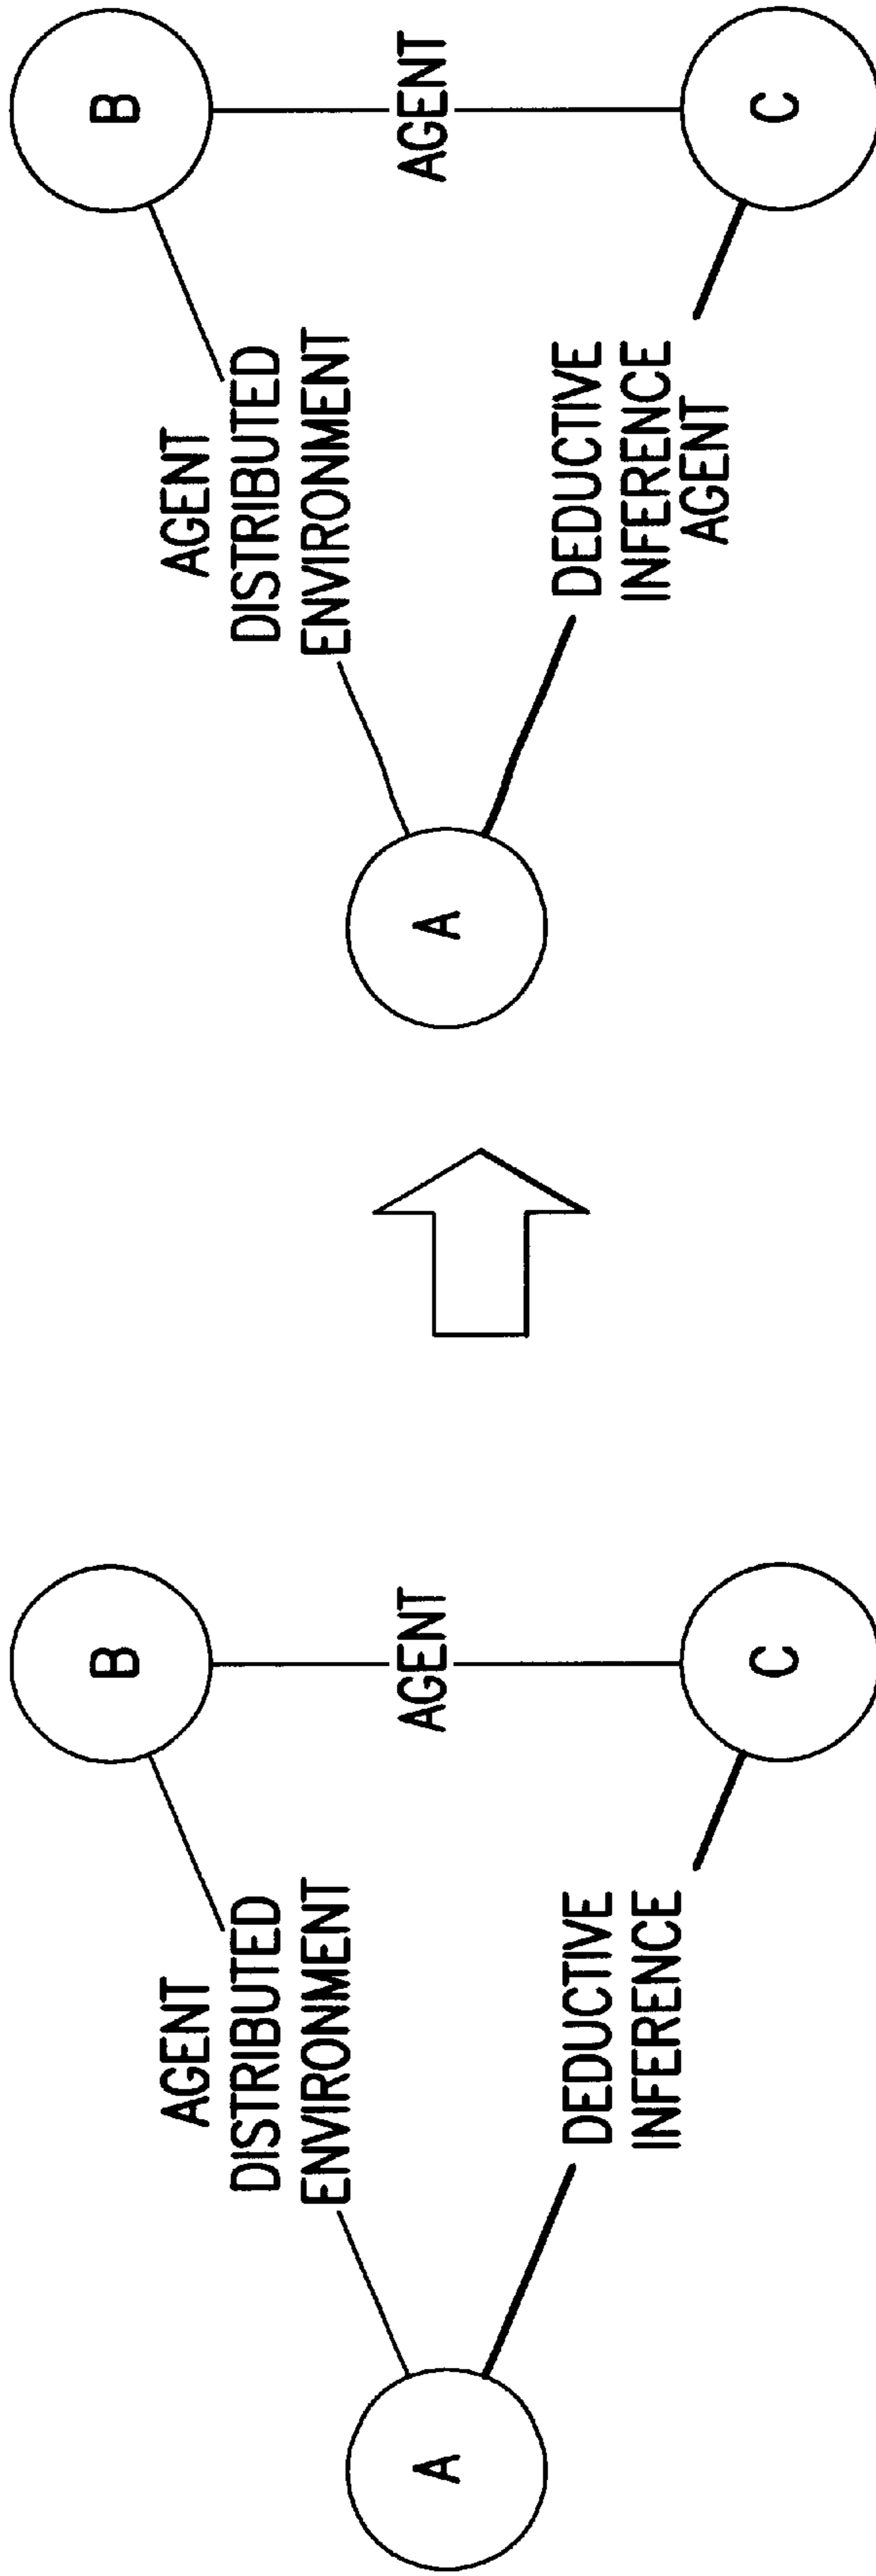 B
AGENT
DISTRIBUTED
ENVIRONMENT
A
AGENT
DEDUCTIVE
INFERENCE
C
B
AGENT
DISTRIBUTED
ENVIRONMENT
A
AGENT
DEDUCTIVE
INFERENCE
AGENT
C